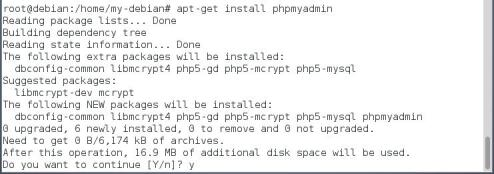 root@debian:/home/my-debian# apt-get install phpmyadmin
Reading package lists... Done
Building dependency tree
Reading state information... Done
The following extra packages will be installed:
dbconfig-common libmcrypt4 php5-gd php5-mcrypt php5-mysql
Suggested packages:
libmcrypt-dev mcrypt
The following NEW packages will be installed:
dbconfig-common libmcrypt4 php5-gd php5-mcrypt php5-mysql phpmyadmin
0 upgraded, 6 newly installed, 0 to remove and 0 not upgraded.
Need to get 0 B/6,174 kB of archives.
After this operation, 16.9 MB of additional disk space will be used.
Do you want to continue [Y/n]? y